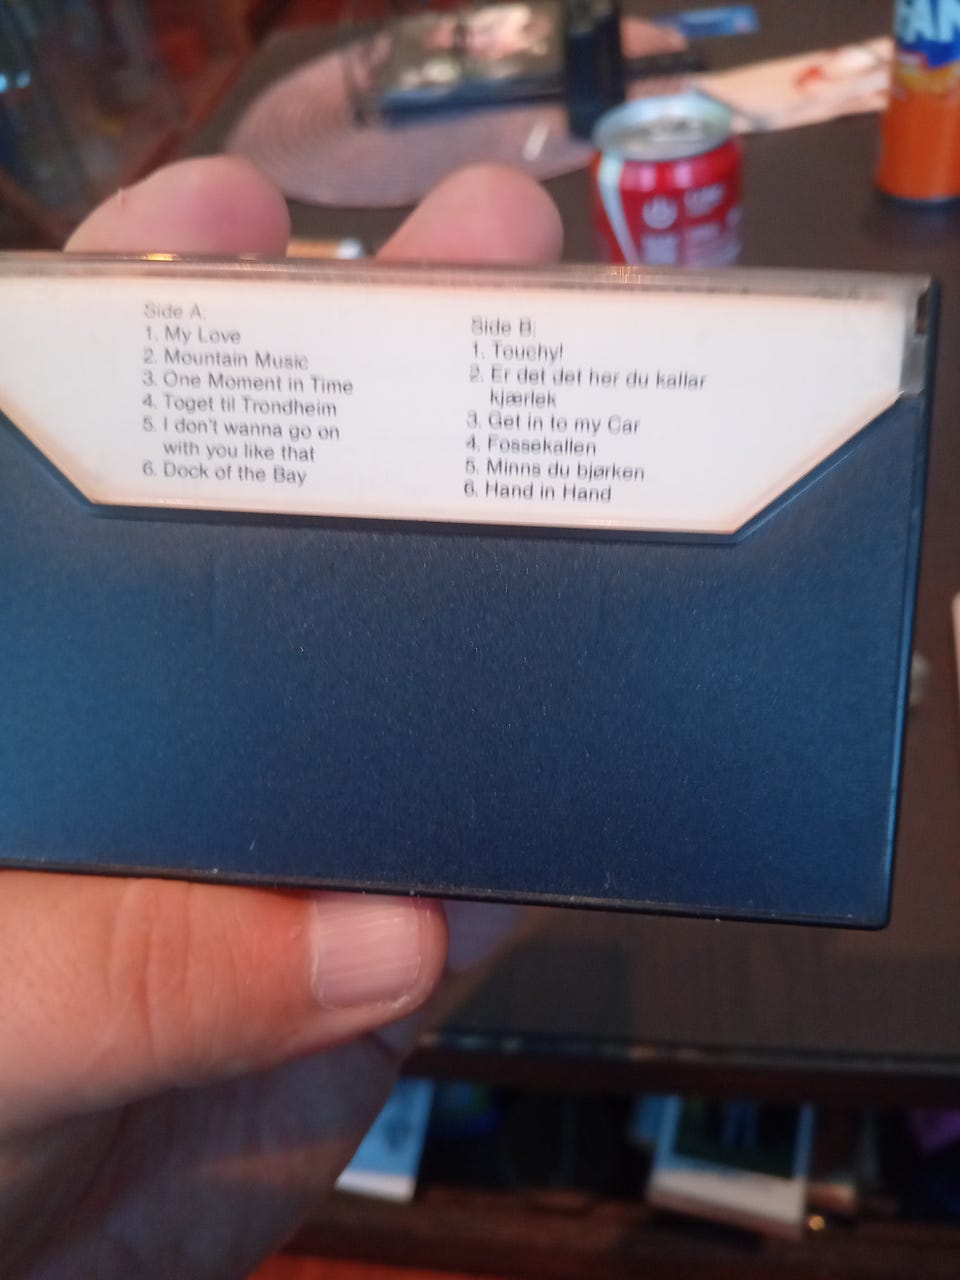 Side A:
1. My Love
2. Mountain Music
3. One Moment in Time
4. Toget til Trondheim
5. I don't wanna go on
with you like that
6. Dock of the Bay
Side B:
1. Touchy!
2. Er det det her du kallar
kjærlek
3. Get in to my Car
4. Fossekallen
5. Minns du bjørken
6. Hand in Hand